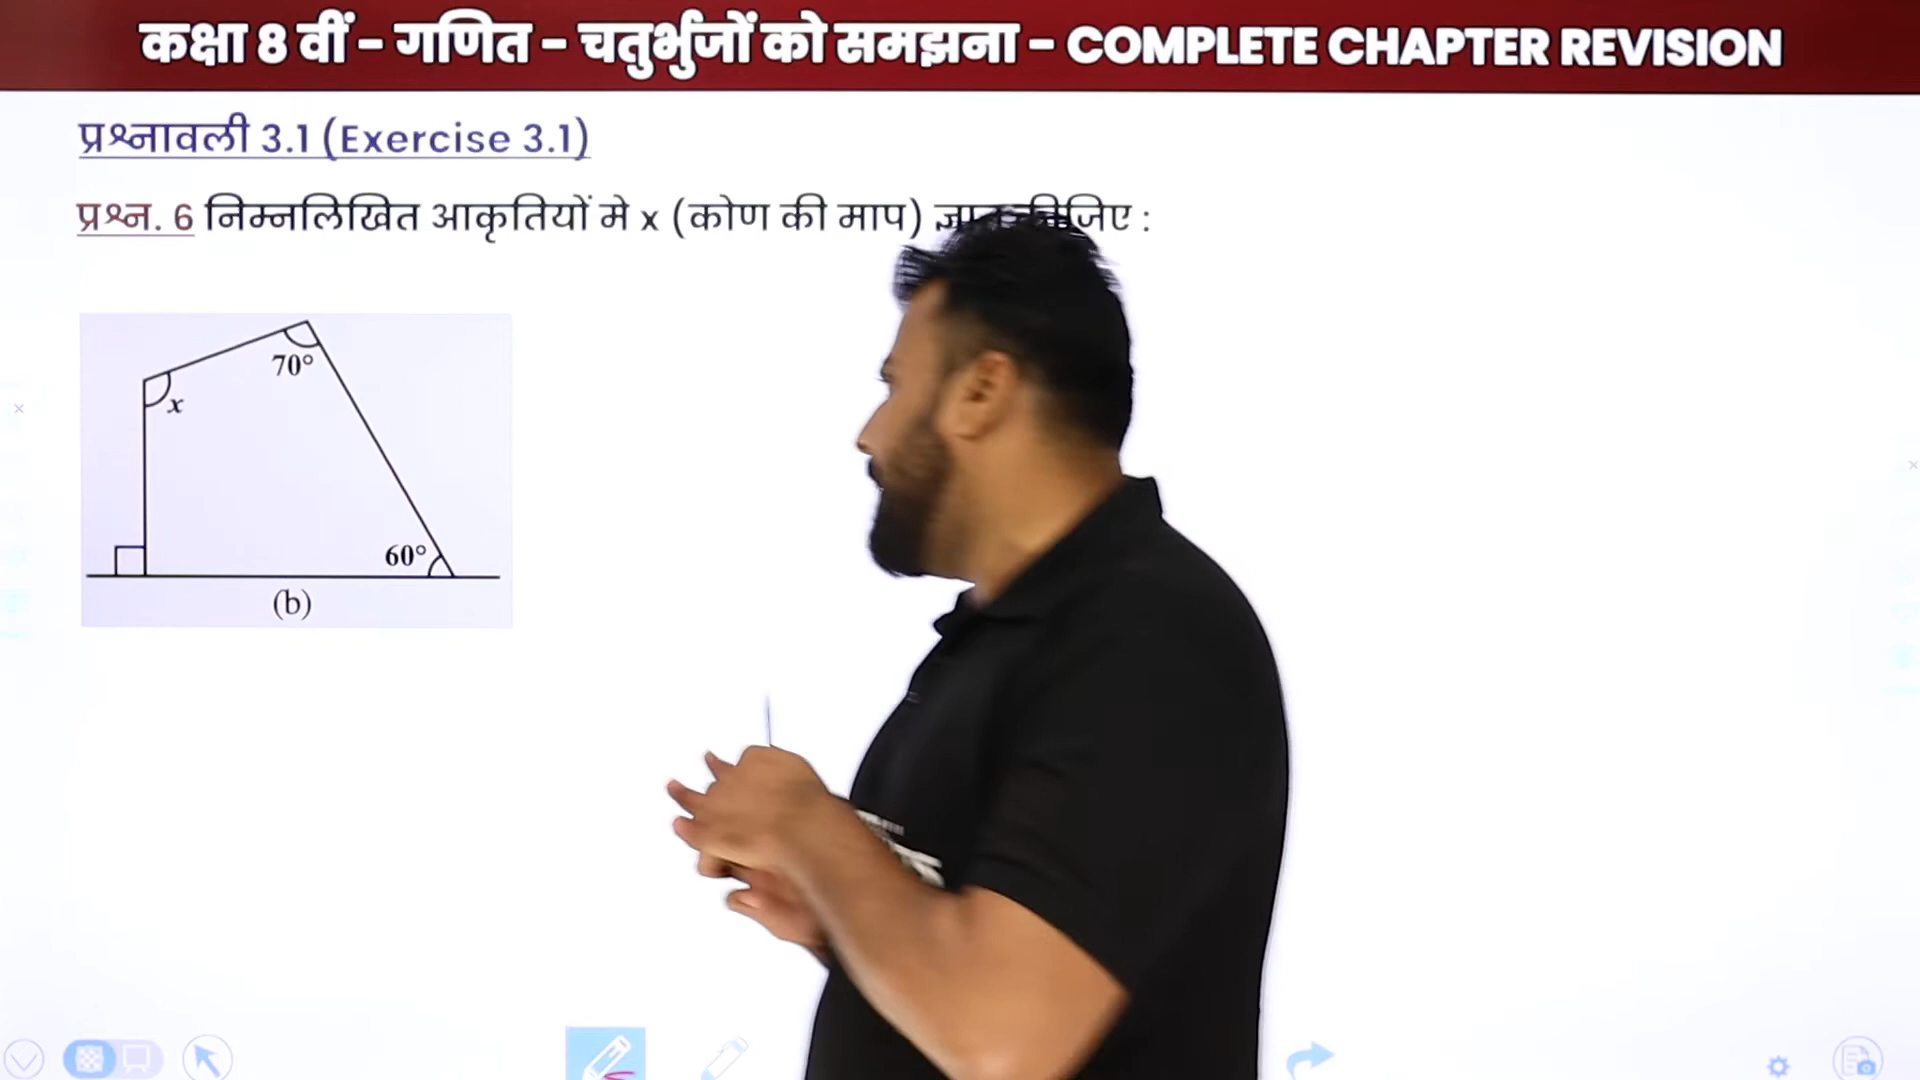 कक्षा 8 वीं – गणित – चतुर्भुजों को समझना – COMPLETE CHAPTER REVISION
प्रश्नावली 3.1 (Exercise 3.1)
प्रश्न. 6 निम्नलिखित आकृतियों मे x (कोण की माप) :
70°
x
60°
(b)